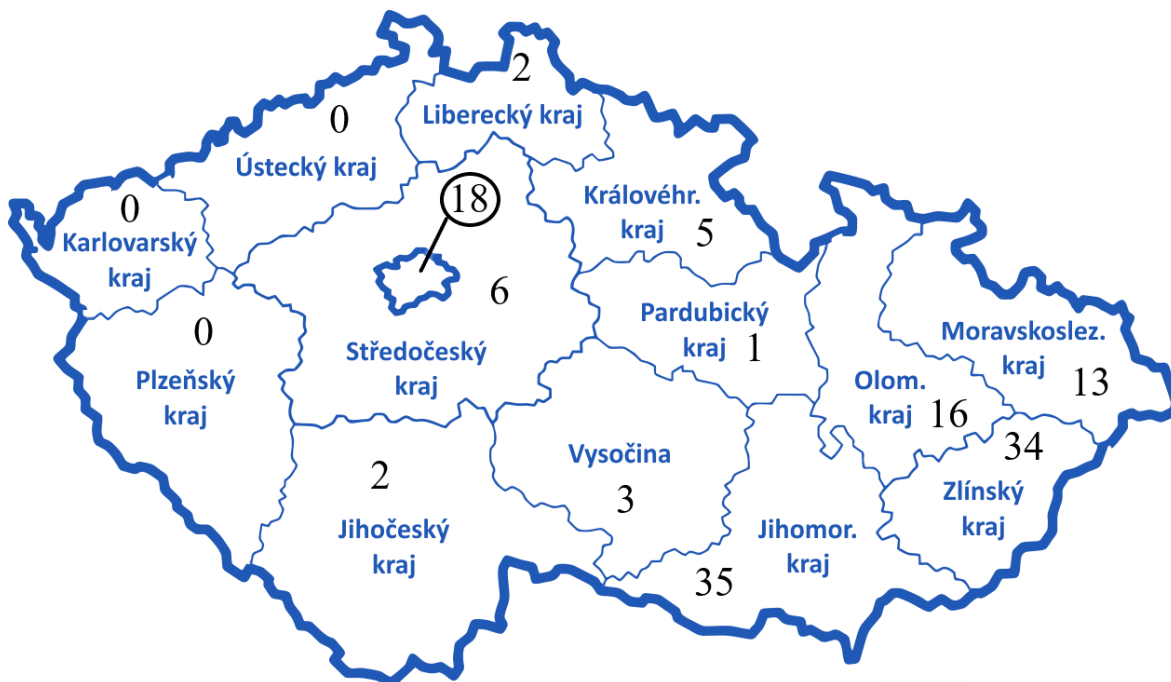 2
Liberecký kraj
0
Ústecký kraj
18
0
Karlovarský
kraj
Královéhr.
kraj
5
6
Středočeský
kraj
Pardubický
kraj
1
0
Plzeňský
kraj
Moravskoslez.
kraj
13
Olom.
kraj
16
34
Zlínský
kraj
Vysočina
3
2
Jihočeský
kraj
Jihomor.
kraj
35